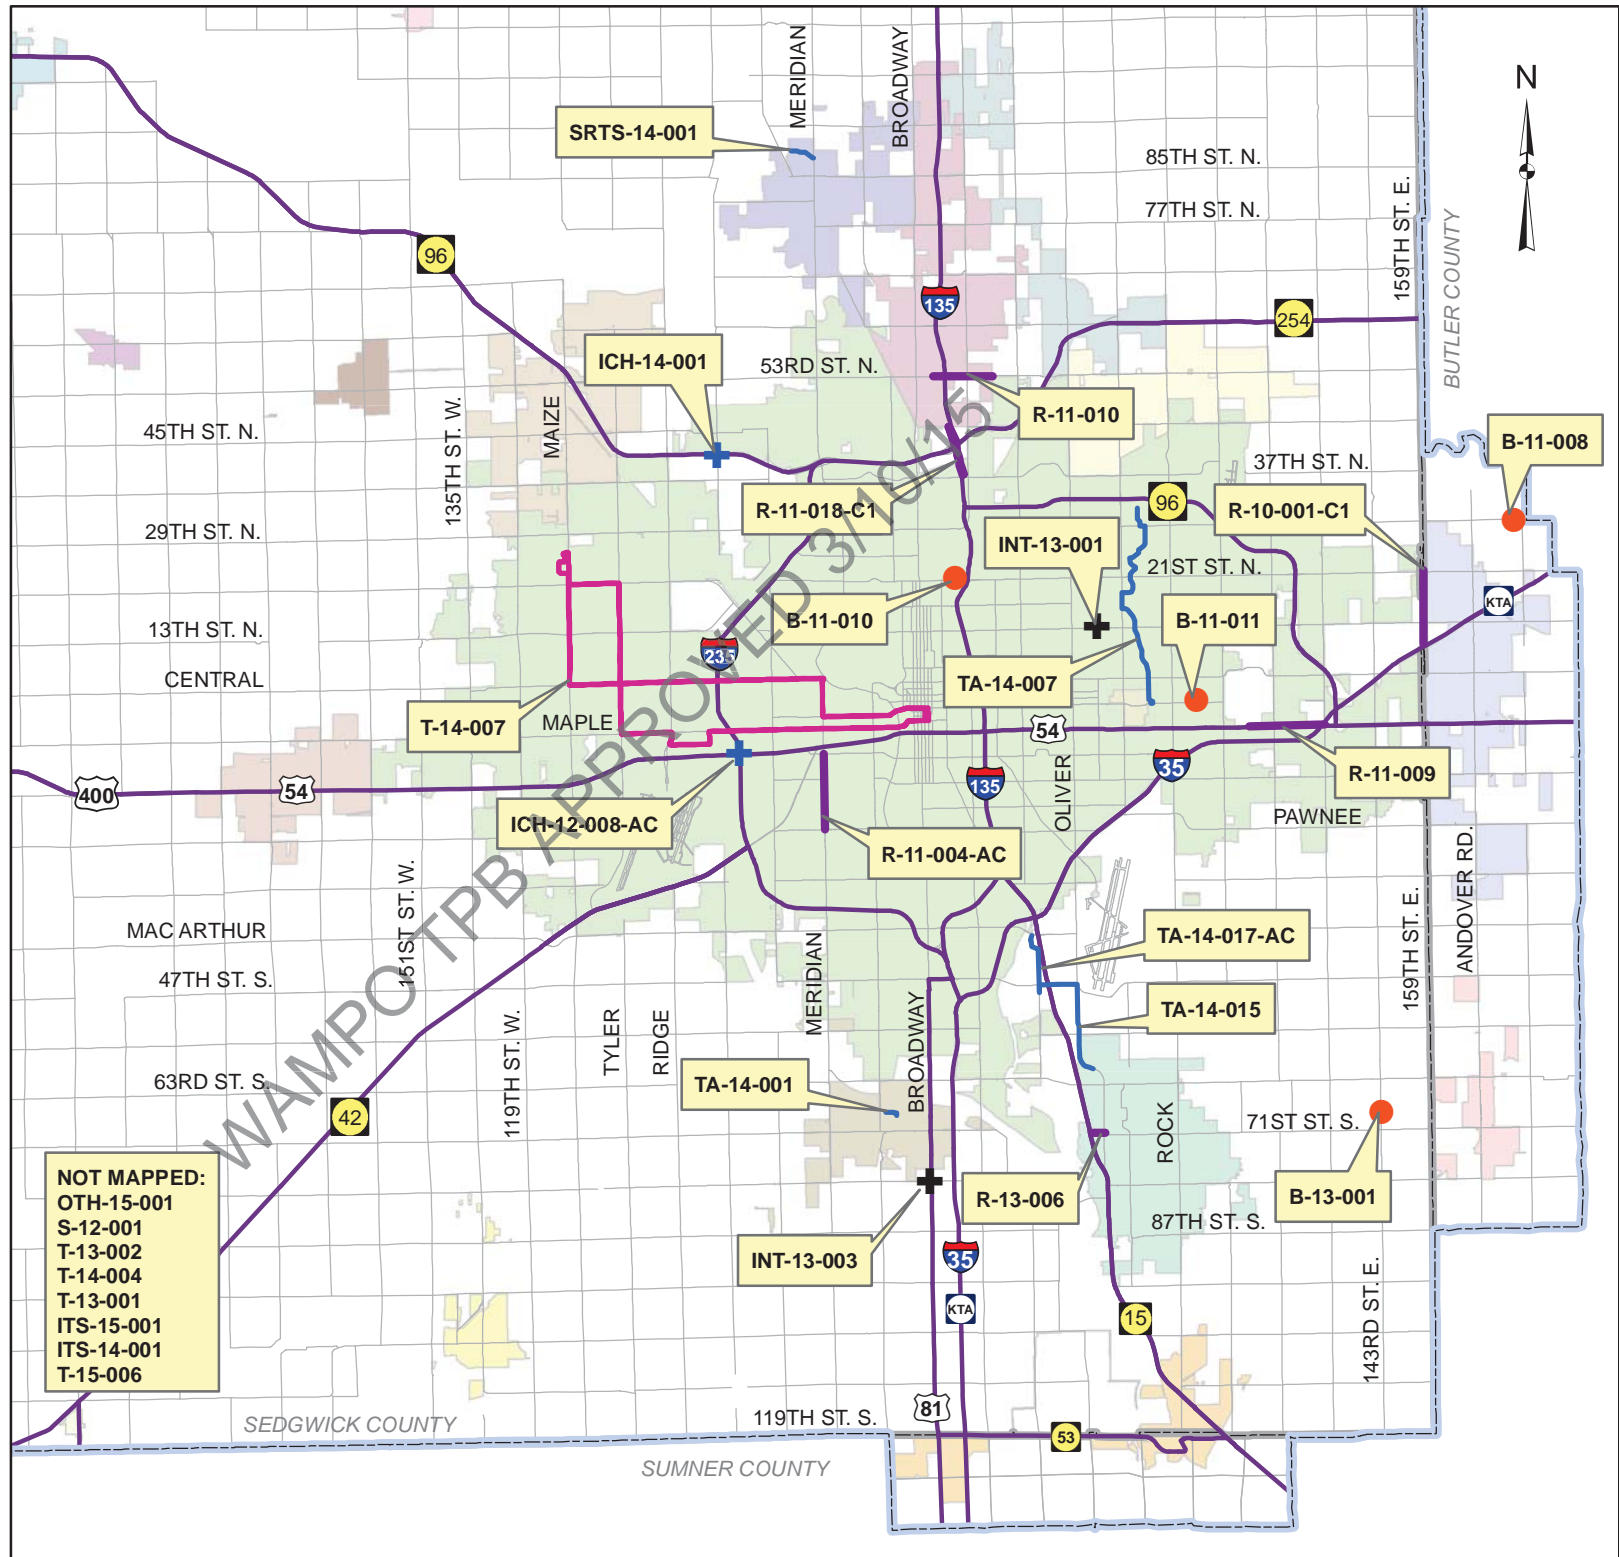 MERIDIAN
BROADWAY
N
SRTS-14-001
85TH ST. N.
77TH ST. N.
159TH ST. E.
BUTLER COUNTY
96
135
254
ICH-14-001
53RD ST. N.
R-11-010
45TH ST. N.
135TH ST. W.
MAIZE
B-11-008
37TH ST. N.
R-11-018-C1
96
R-10-001-C1
29TH ST. N.
INT-13-001
21ST ST. N.
KTA
B-11-010
B-11-011
13TH ST. N.
235
CENTRAL
TA-14-007
T-14-007
MAPLE
54
R-11-009
400
54
135
OLIVER
35
ICH-12-008-AC
PAWNEE
R-11-004-AC
ANDOVER RD.
151ST ST. W.
MAC ARTHUR
TA-14-017-AC
47TH ST. S.
MERIDIAN
159TH ST. E.
TA-14-015
119TH ST. W.
TYLER
RIDGE
BROADWAY
63RD ST. S.
TA-14-001
42
ROCK
71ST ST. S.
WAMPO TPB APPROVED 3/10/15
R-13-006
B-13-001
87TH ST. S.
INT-13-003
35
KTA
15
143RD ST. E.
NOT MAPPED:
OTH-15-001
S-12-001
T-13-002
T-14-004
T-13-001
ITS-15-001
ITS-14-001
T-15-006
81
SEDGWICK COUNTY
119TH ST. S.
53
SUMNER COUNTY